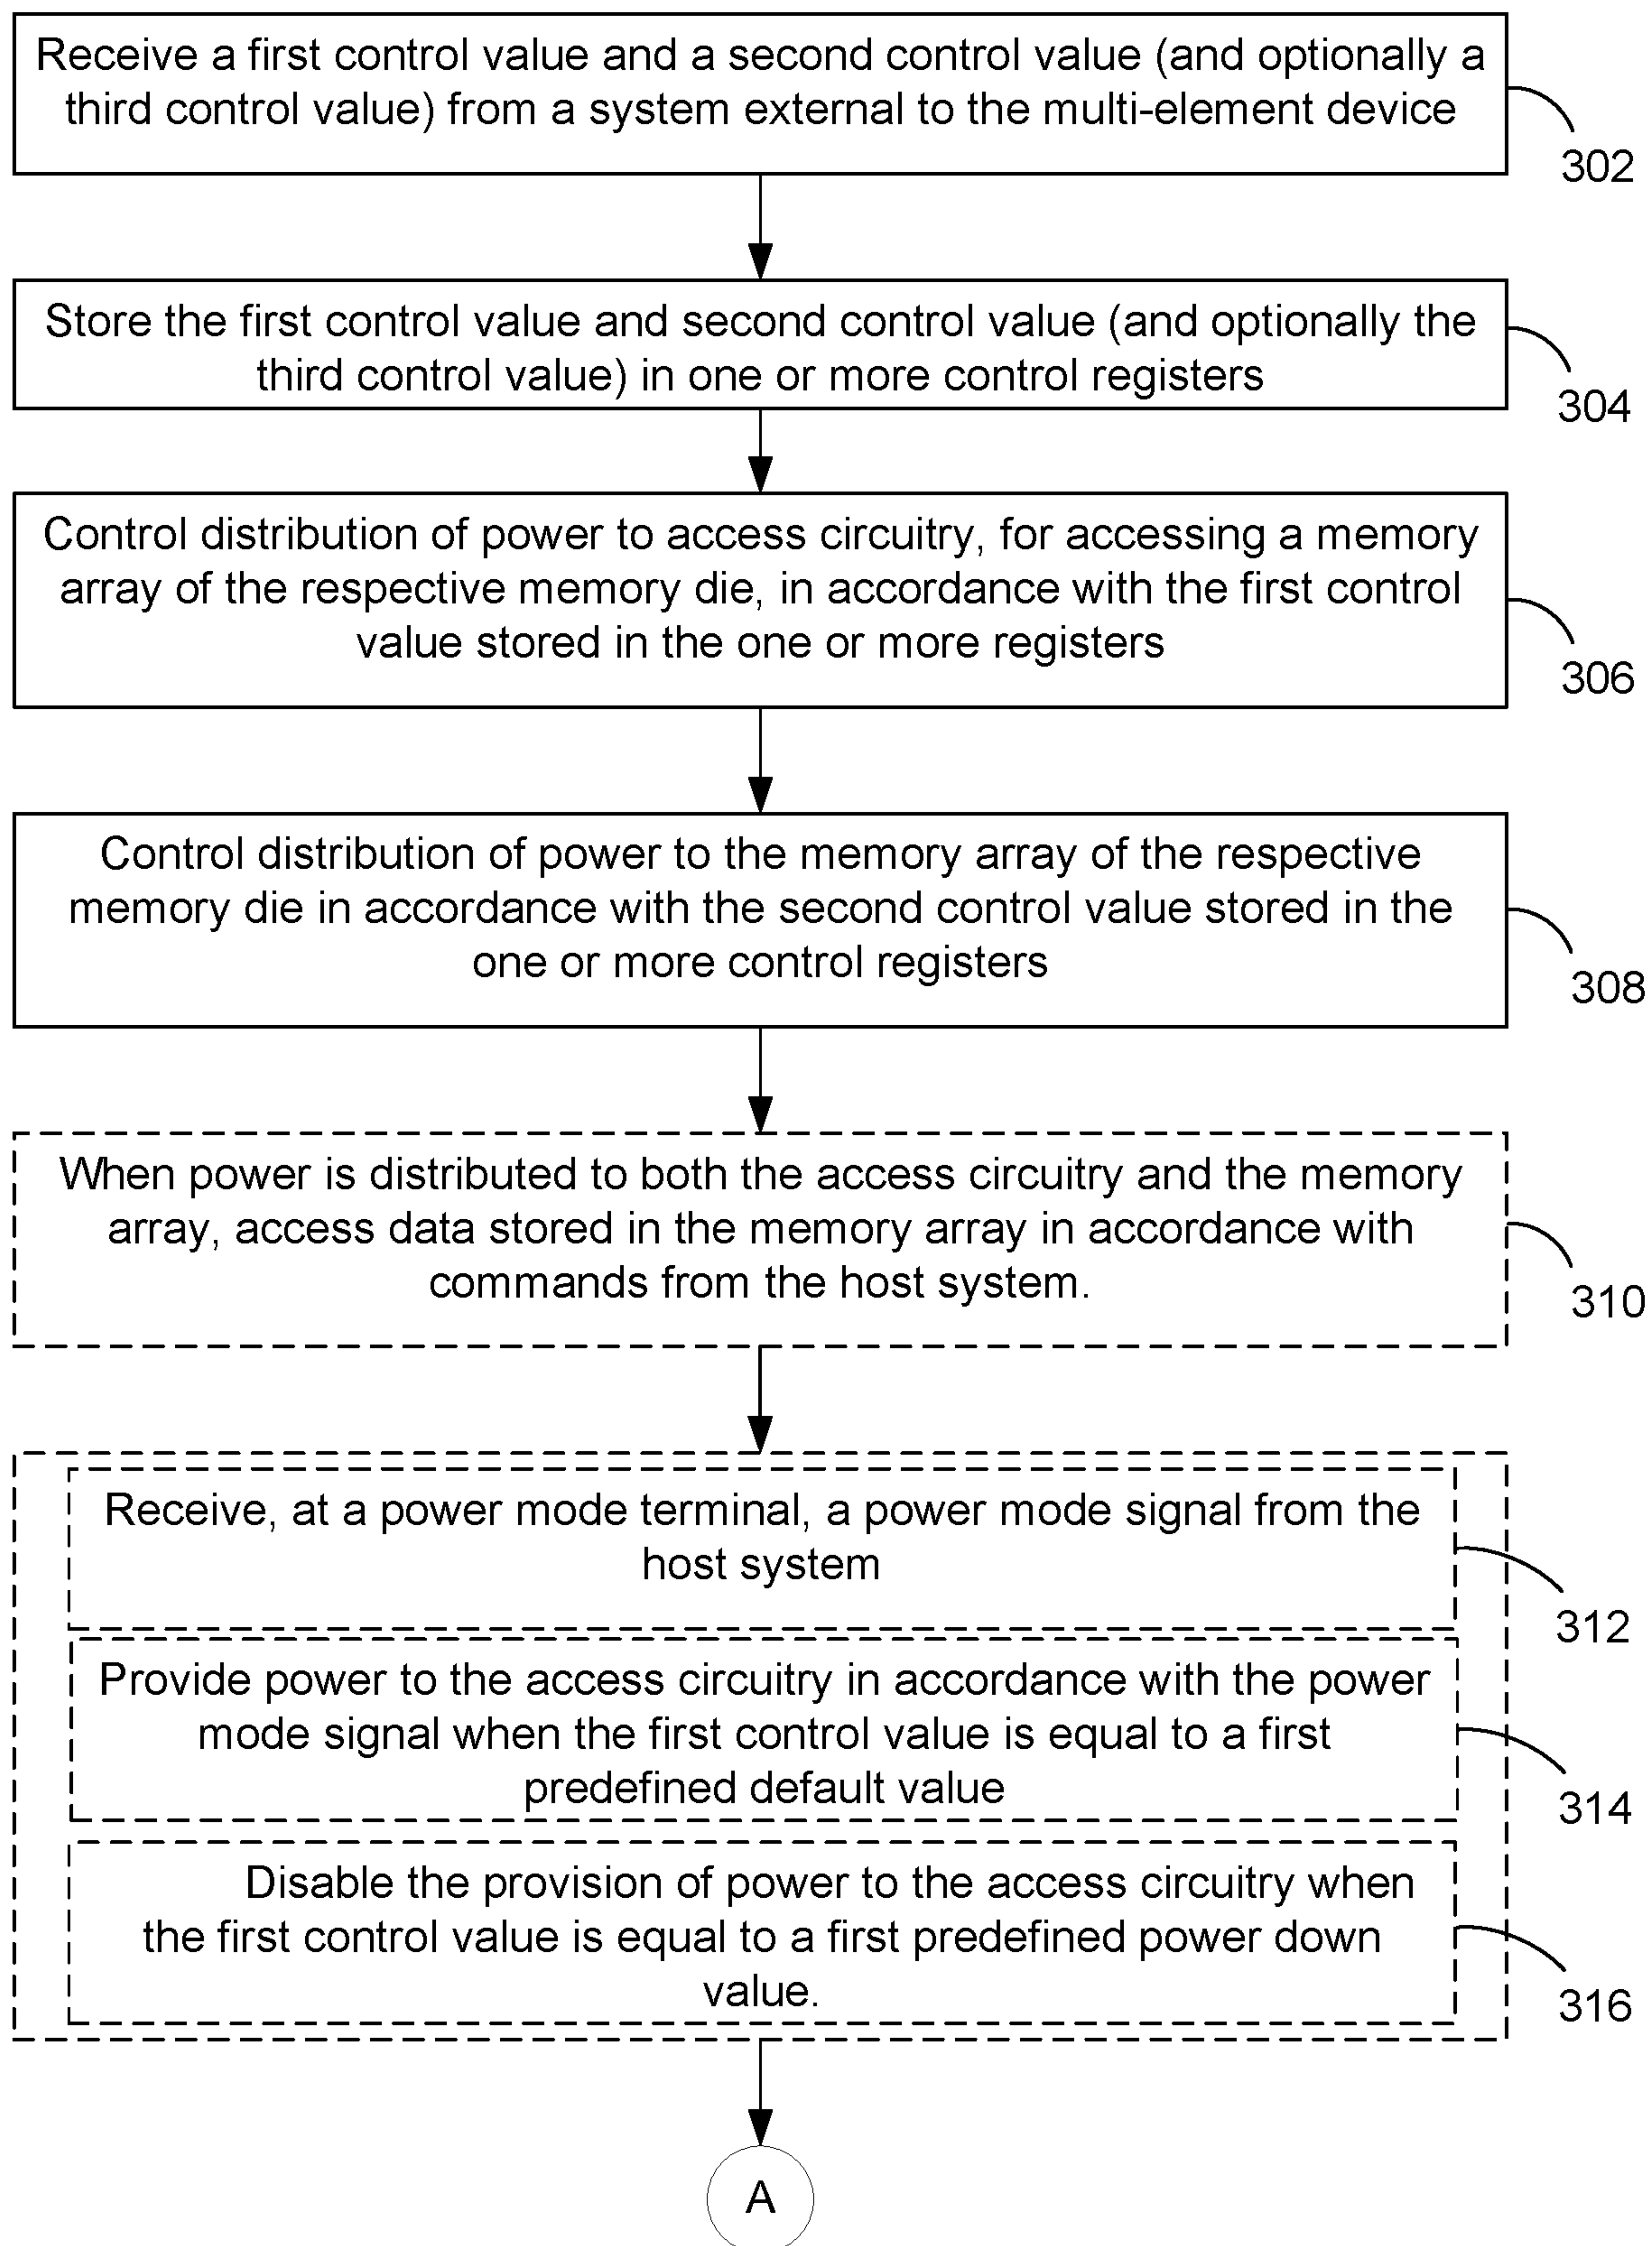 Receive a first control value and a second control value (and optionally a
third control value) from a system external to the multi-element device
302
Store the first control value and second control value (and optionally the
third control value) in one or more control registers
304
Control distribution of power to access circuitry, for accessing a memory
array of the respective memory die, in accordance with the first control
value stored in the one or more registers
306
Control distribution of power to the memory array of the respective
memory die in accordance with the second control value stored in the
one or more control registers
308
When power is distributed to both the access circuitry and the memory
array, access data stored in the memory array in accordance with
commands from the host system.
310
Receive, at a power mode terminal, a power mode signal from the
host system
312
Provide power to the access circuitry in accordance with the power
mode signal when the first control value is equal to a first
predefined default value
314
Disable the provision of power to the access circuitry when
the first control value is equal to a first predefined power down
value.
316
A